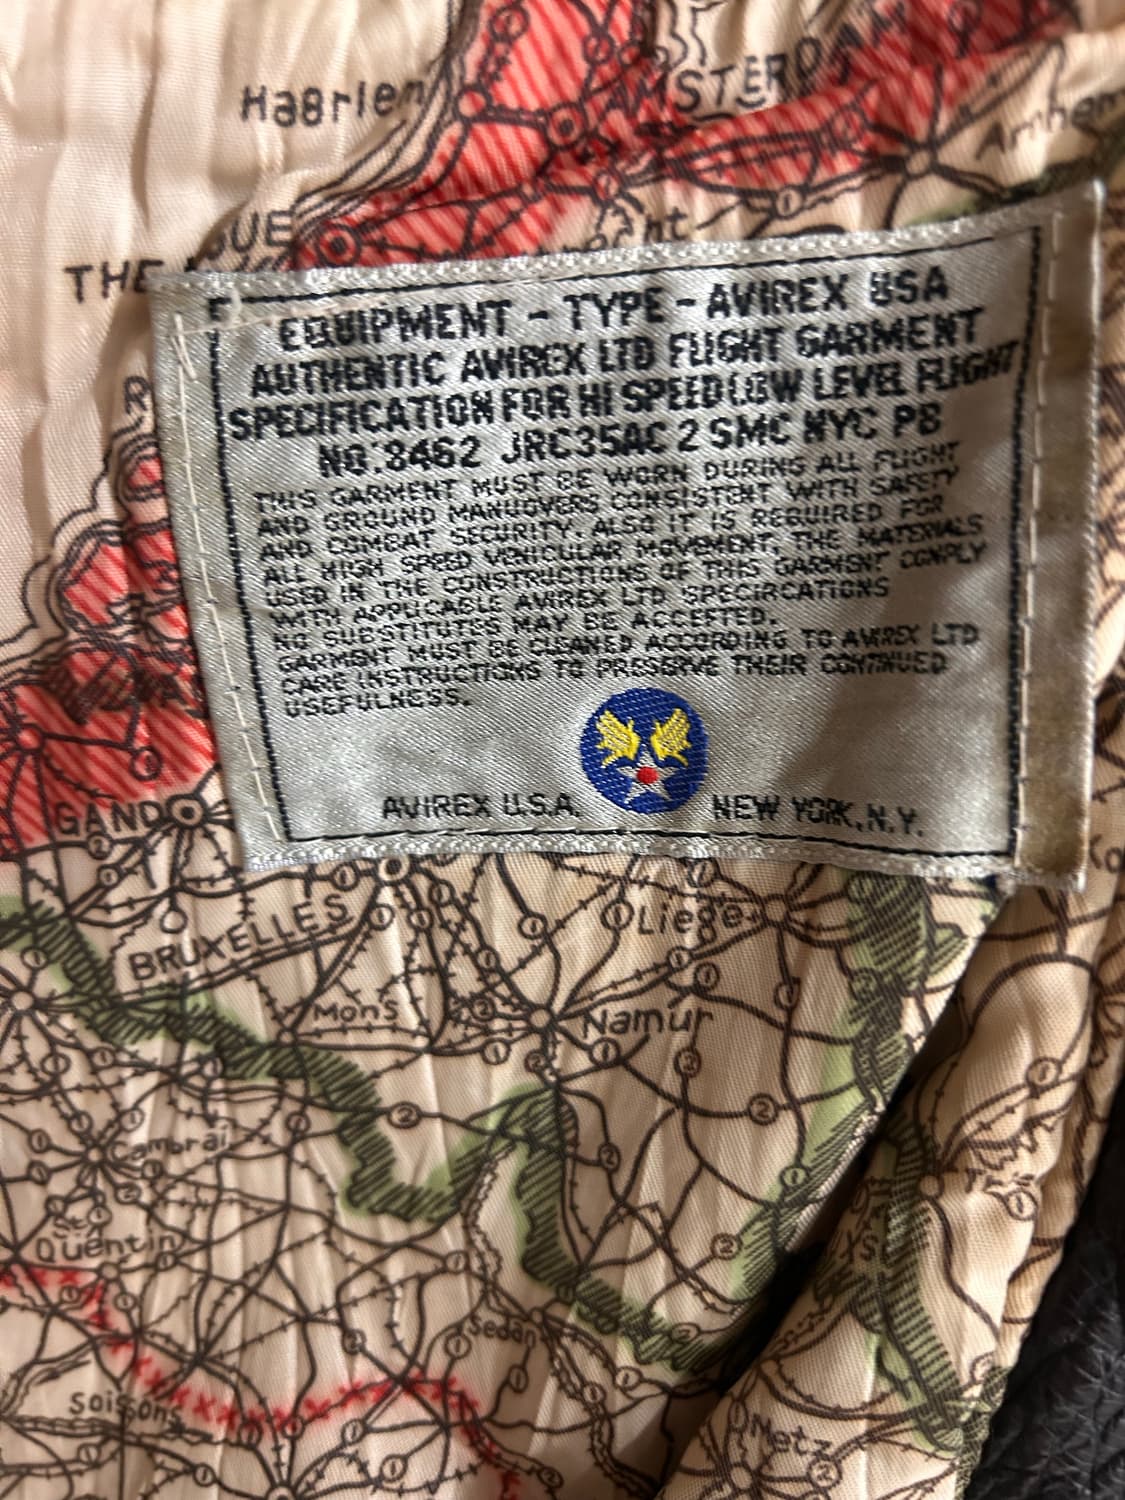 Haarlem
AMSTERDAM
Arnhem
THE
EQUIPMENT - TYPE - AVIREX USA
AUTHENTIC AVIREX LTD FLIGHT GARMENT
SPECIFICATION FOR HI SPEED LOW LEVEL FLIGHT
NO.8462 JRC35AC 2 SMC NYC PB
THIS GARMENT MUST BE WORN DURING ALL FLIGHT
AND GROUND MANUOVERS CONSISTENT WITH SAFETY
AND COMBAT SECURITY. ALSO IT IS REQUIRED FOR
ALL HIGH SPEED VEHICULAR MOVEMENT. THE MATERIALS
USED IN THE CONSTRUCTIONS OF THIS GARMENT COMPLY
WITH APPLICABLE AVIREX LTD SPECIRCATIONS
NO SUBSTITUTES MAY BE ACCEPTED.
GARMENT MUST BE CLEANED ACCORDING TO AVIREX LTD
CARE INSTRUCTIONS TO PRESERVE THEIR CONTINUED
USEFULNESS.
AVIREX U.S.A. NEW YORK, N.Y.
GAND
Liege
BRUXELLES
Mons
Namur
Cambrai
St Quentin
Sedan
Soissons
Metz